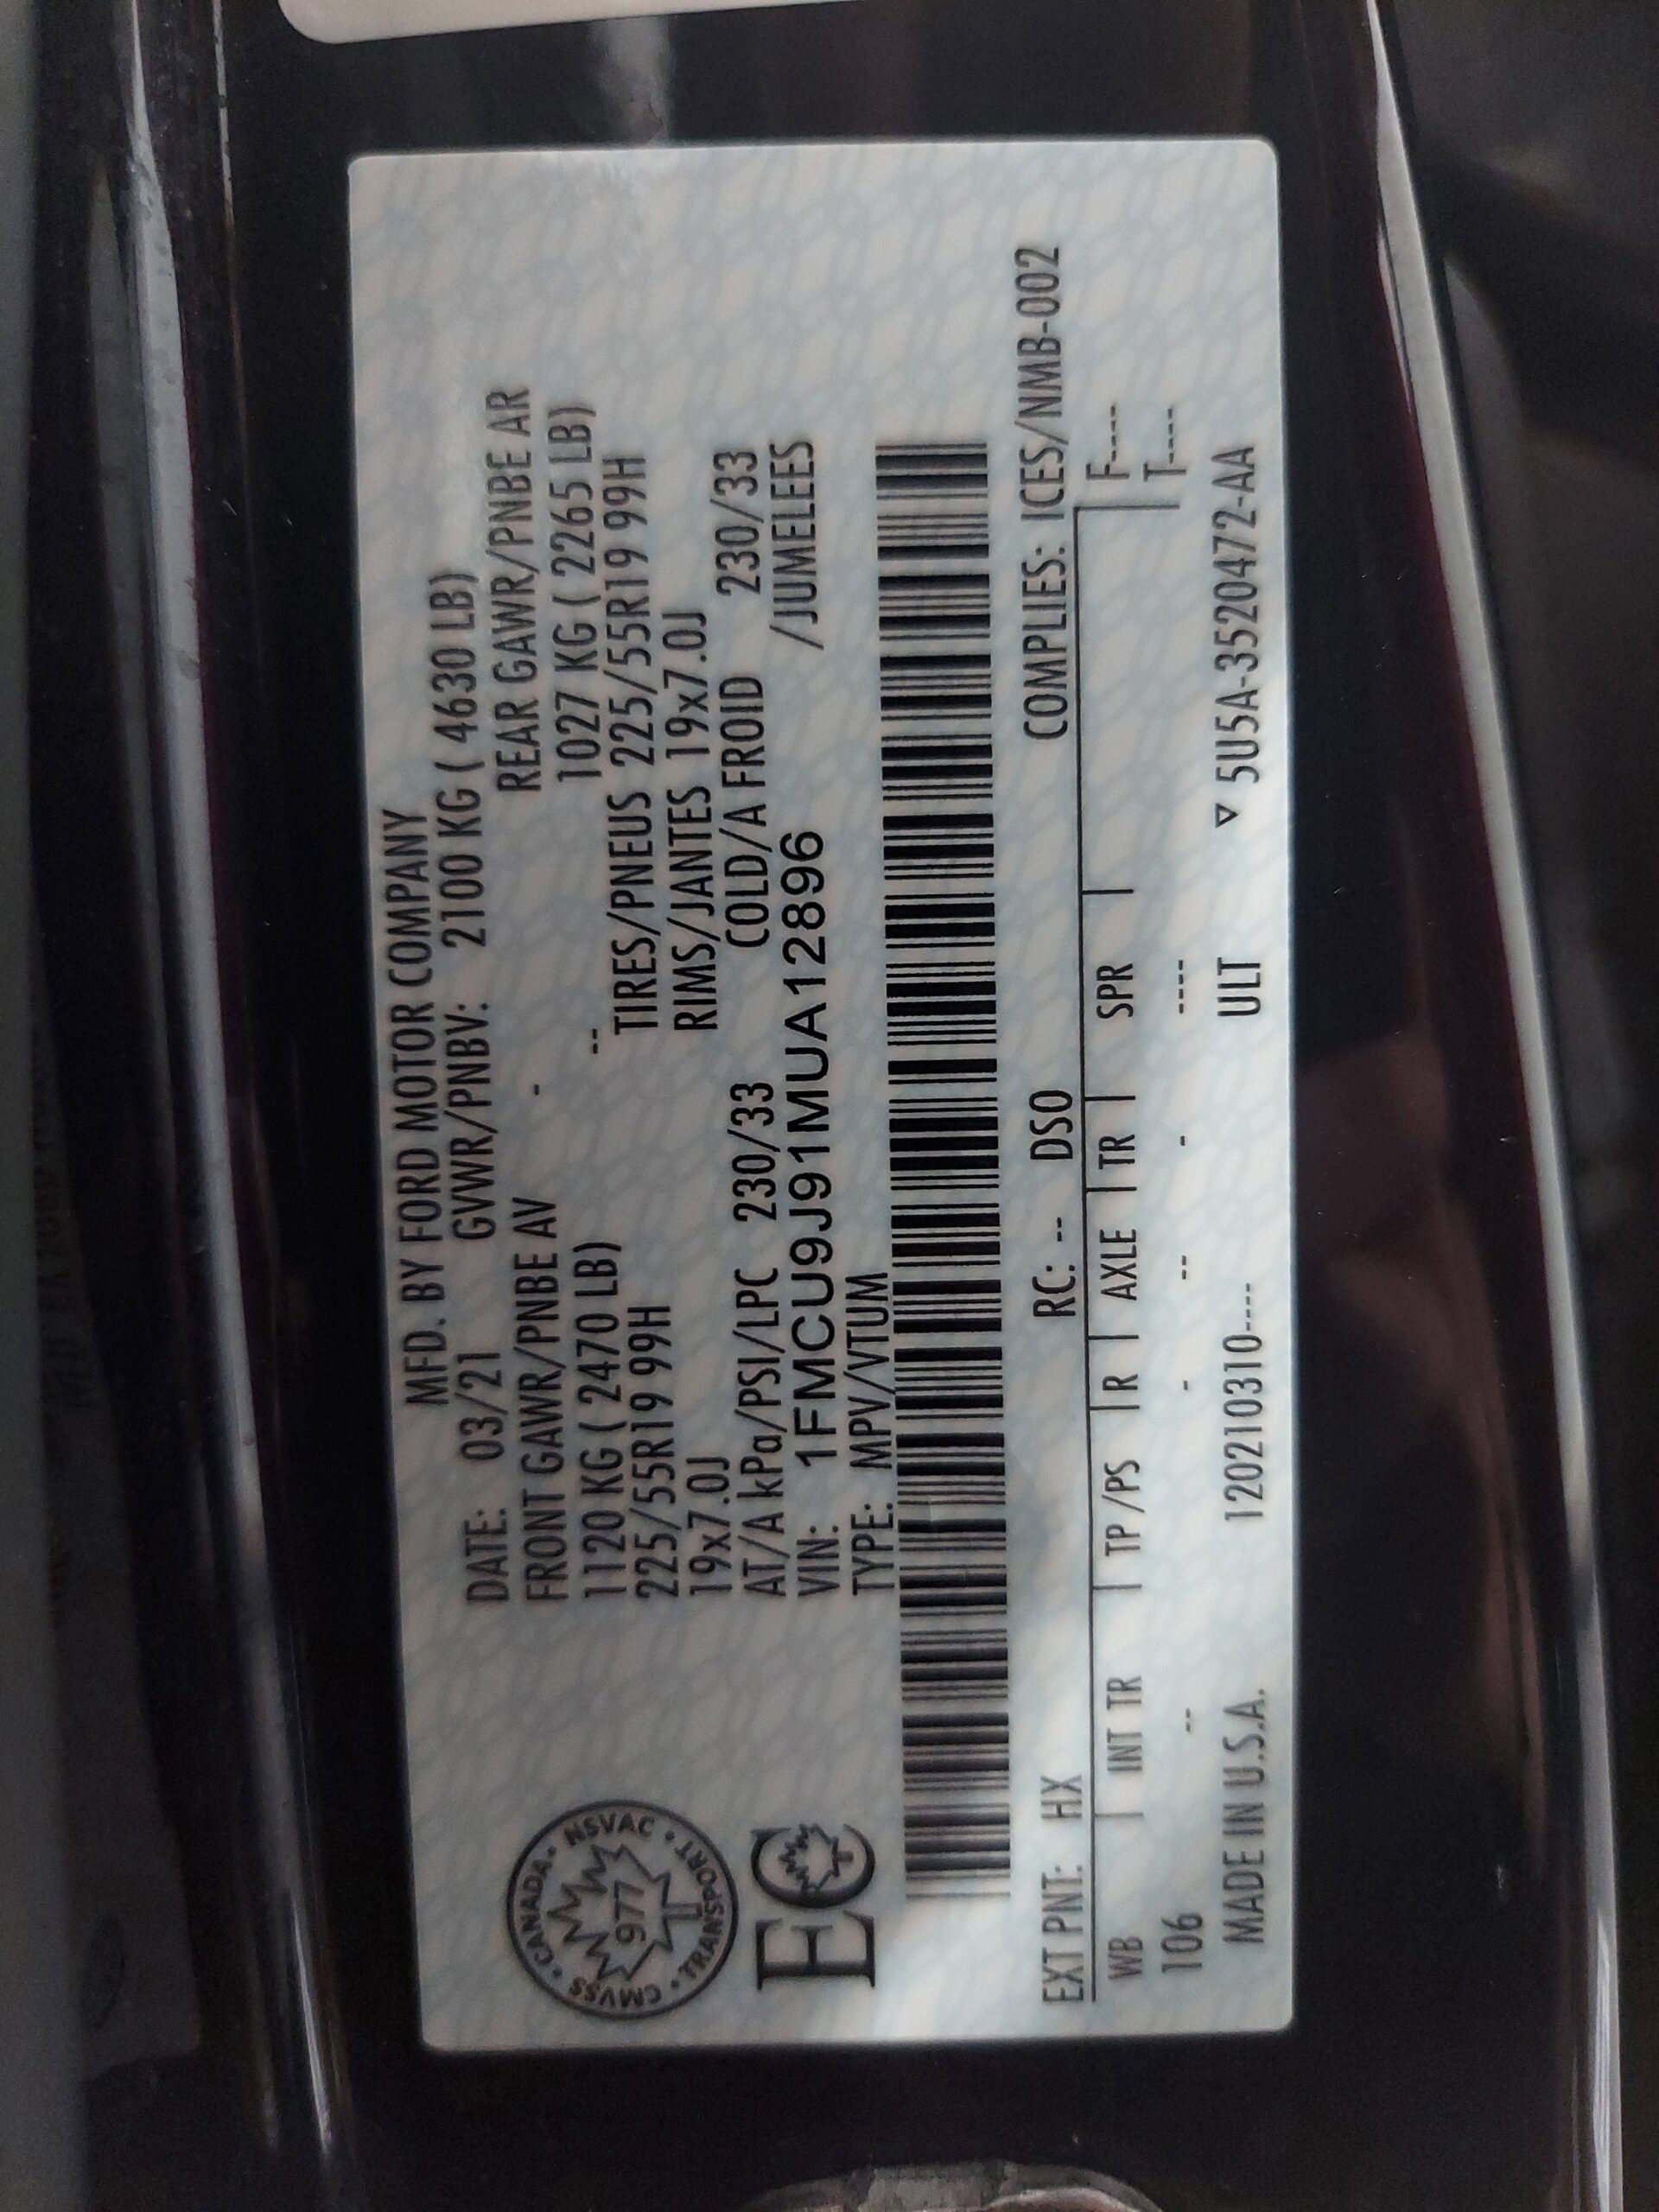 MFD. BY FORD MOTOR COMPANY
DATE: 03/21 GVWR/PNBV: 2100 KG ( 4630 LB)
FRONT GAWR/PNBE AV - REAR GAWR/PNBE AR
1120 KG ( 2470 LB) -- 1027 KG ( 2265 LB)
225/55R19 99H TIRES/PNEUS 225/55R19 99H
19x7.0J RIMS/JANTES 19x7.0J
AT/A kPa/PSI/LPC 230/33 COLD/A FROID 230/33
VIN: 1FMCU9J91MUA12896 /JUMELEES
TYPE: MPV/VTUM
CANADA • NSVAC • TRANSPORT • CMVSS •
977
EC
EXT PNT: HX RC: -- DSO COMPLIES: ICES/NMB-002
WB | INT TR | TP/PS | R | AXLE | TR | SPR | F----
106 -- - -- - ---- T----
MADE IN U.S.A. 120210310---- ULT ▽ 5U5A-3520472-AA